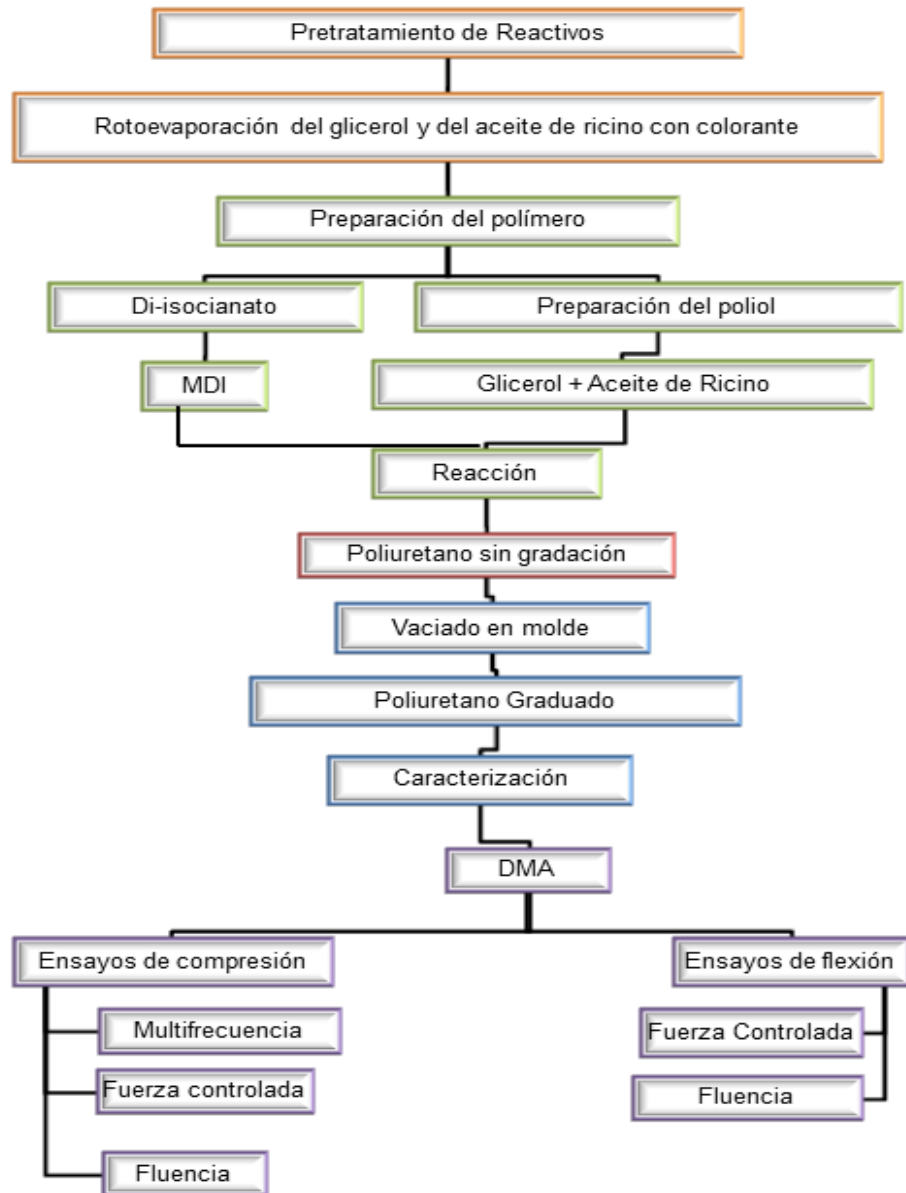 Pretratamiento de Reactivos
Rotoevaporación del glicerol y del aceite de ricino con colorante
Preparación del polímero
Di-isocianato
Preparación del poliol
MDI
Glicerol + Aceite de Ricino
Reacción
Poliuretano sin gradación
Vaciado en molde
Poliuretano Graduado
Caracterización
DMA
Ensayos de compresión
Ensayos de flexión
Multifrecuencia
Fuerza Controlada
Fuerza controlada
Fluencia
Fluencia